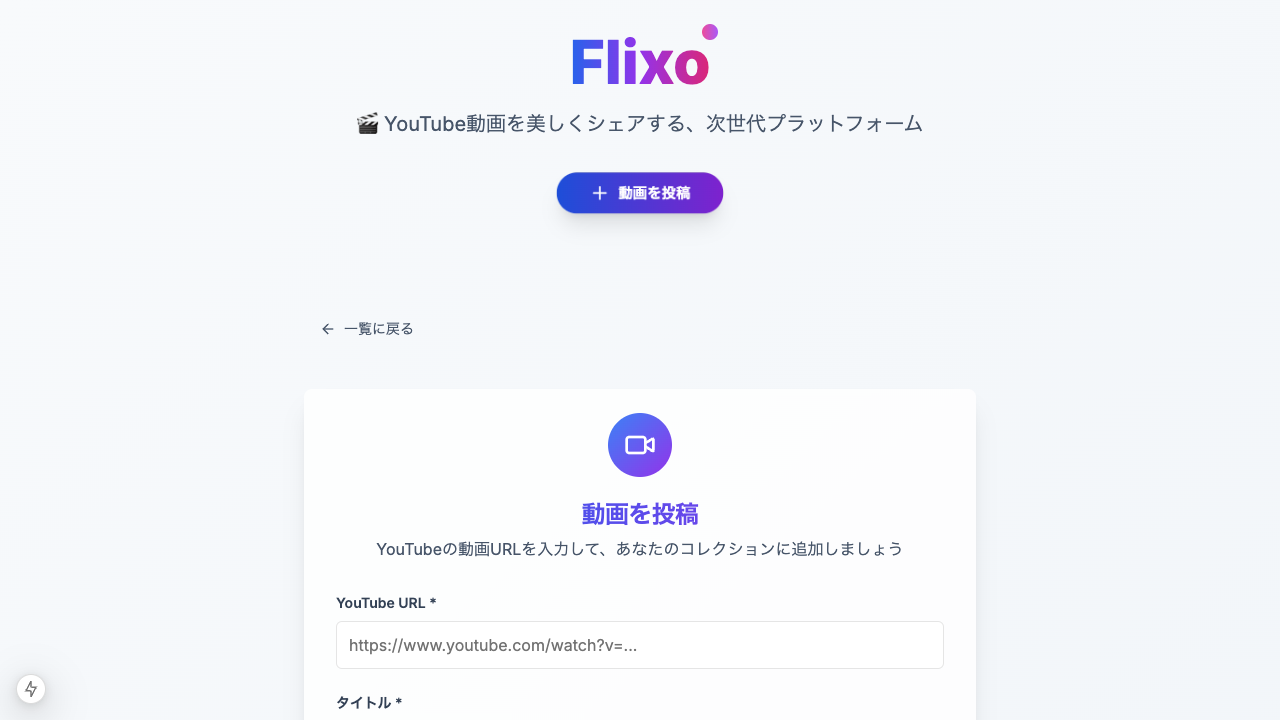 Flixo
🎬 YouTube動画を美しくシェアする、次世代プラットフォーム
動画を投稿
一覧に戻る
動画を投稿
YouTubeの動画URLを入力して、あなたのコレクションに追加しましょう
YouTube URL *
https://www.youtube.com/watch?v=...
タイトル *